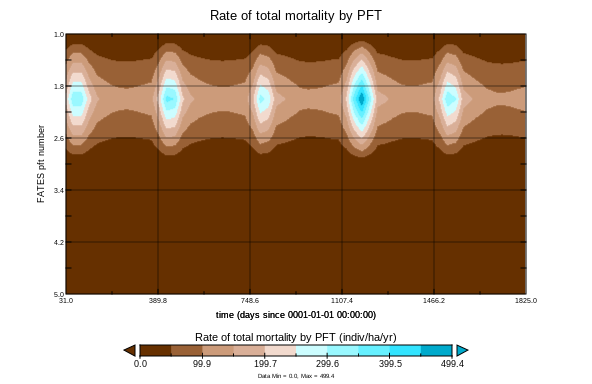 Rate of total mortality by PFT
1.0
1.8
2.6
3.4
4.2
5.0
FATES pft number
31.0 389.8 748.6 1107.4 1466.2 1825.0
time (days since 0001-01-01 00:00:00)
Rate of total mortality by PFT (indiv/ha/yr)
0.0 99.9 199.7 299.6 399.5 499.4
Data Min = 0.0, Max = 499.4